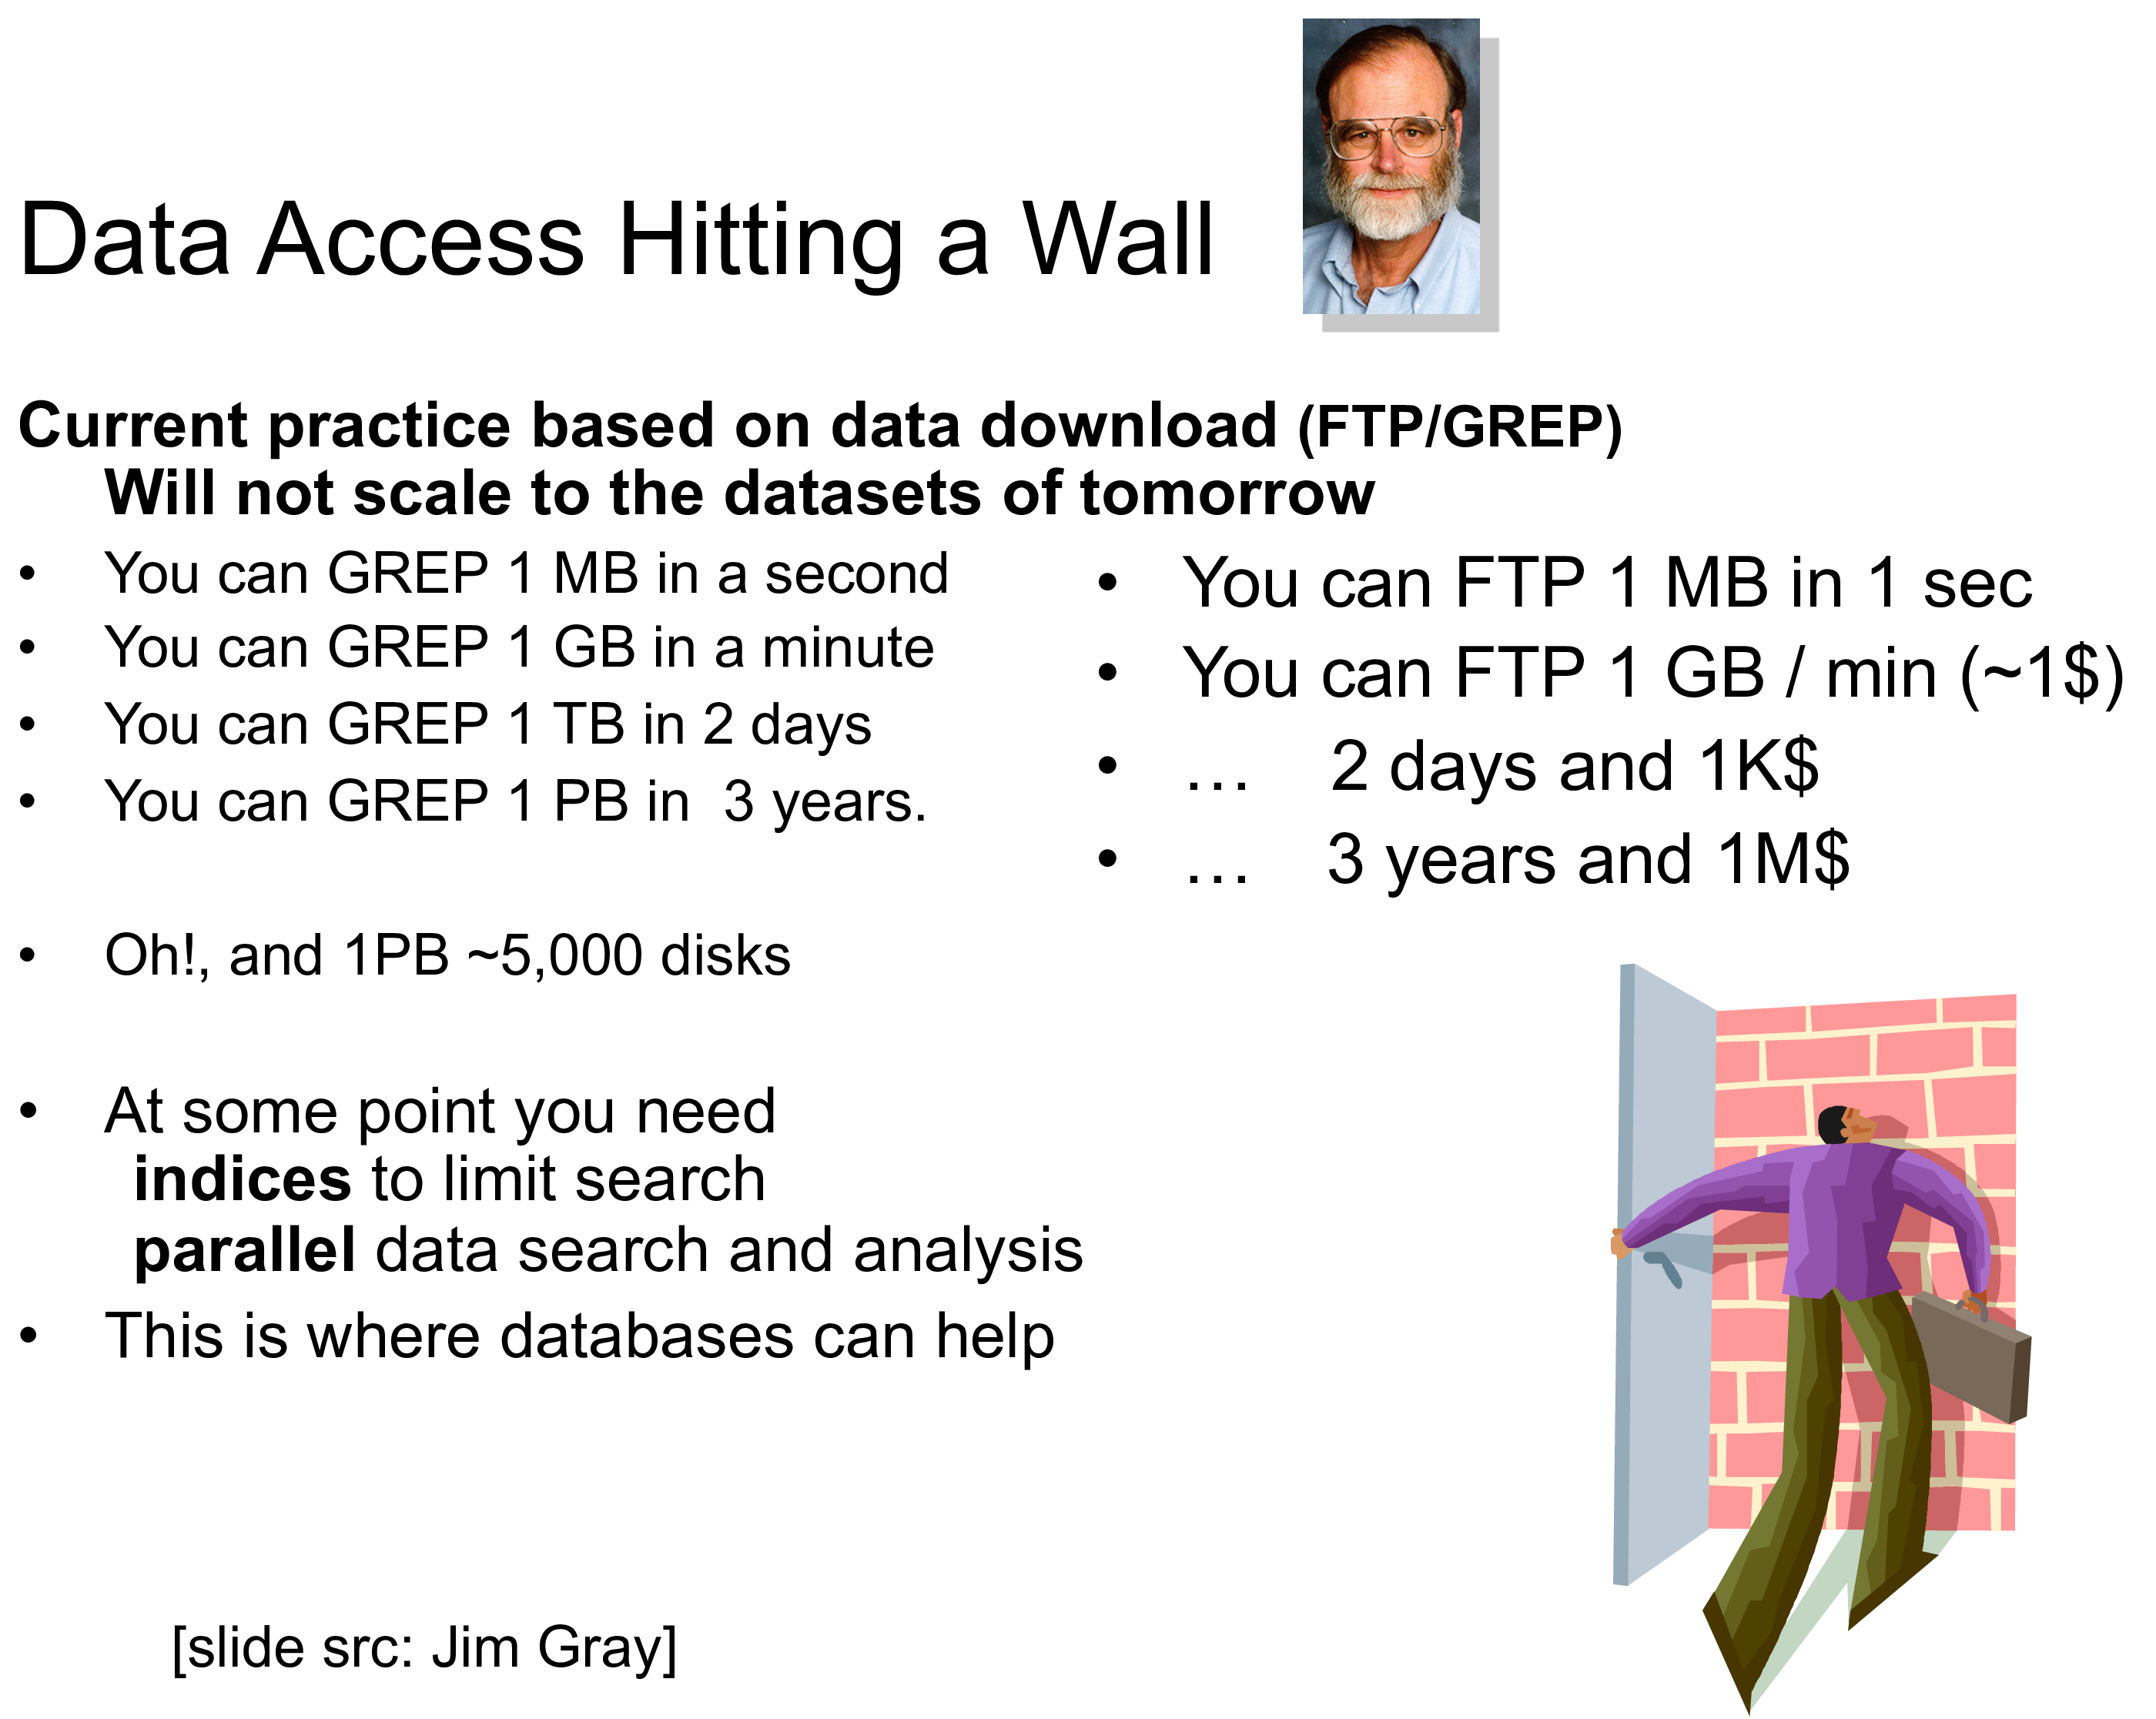 Data Access Hitting a Wall
Current practice based on data download (FTP/GREP)
Will not scale to the datasets of tomorrow
• You can GREP 1 MB in a second
• You can GREP 1 GB in a minute
• You can GREP 1 TB in 2 days
• You can GREP 1 PB in 3 years.
• Oh!, and 1PB ~5,000 disks
• At some point you need
indices to limit search
parallel data search and analysis
• This is where databases can help
• You can FTP 1 MB in 1 sec
• You can FTP 1 GB / min (~1$)
• … 2 days and 1K$
• … 3 years and 1M$
[slide src: Jim Gray]